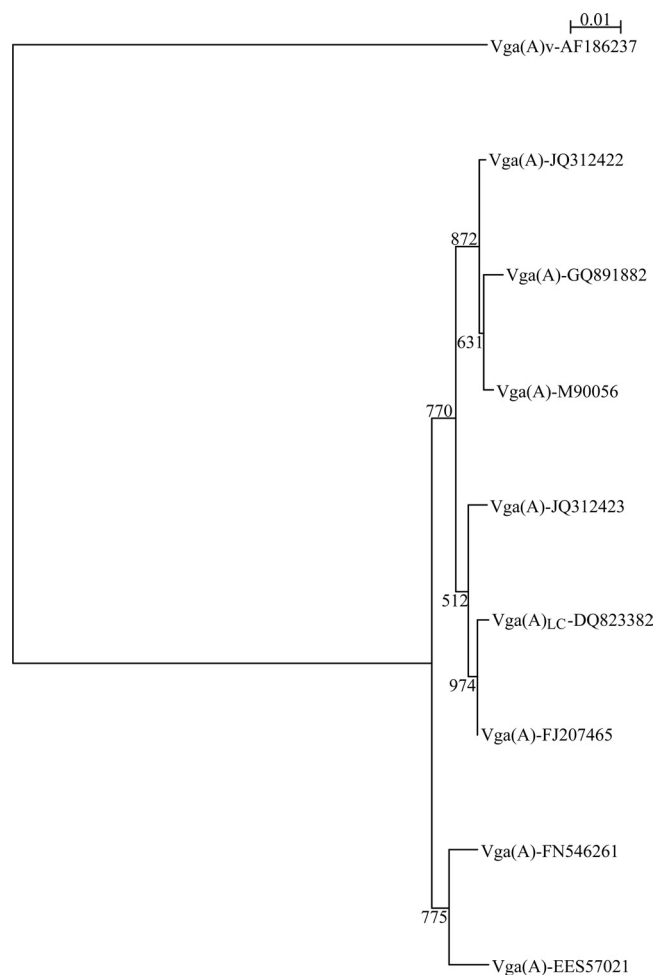 0.01
Vga(A)v-AF186237
Vga(A)-JQ312422
872
Vga(A)-GQ891882
631
Vga(A)-M90056
770
Vga(A)-JQ312423
512
Vga(A)LC-DQ823382
974
Vga(A)-FJ207465
Vga(A)-FN546261
775
Vga(A)-EES57021